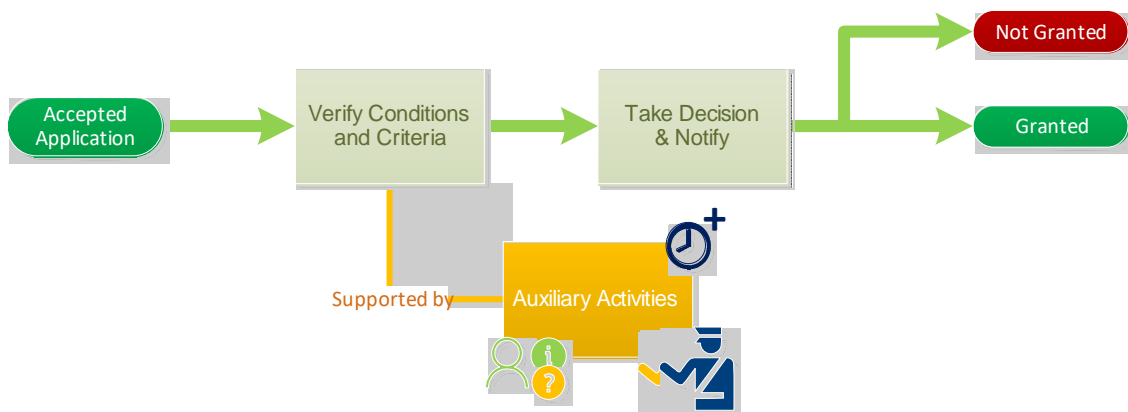 Not Granted
Accepted
Application
Verify Conditions
and Criteria
Take Decision
& Notify
Granted
Supported by
Auxiliary Activities
i
?